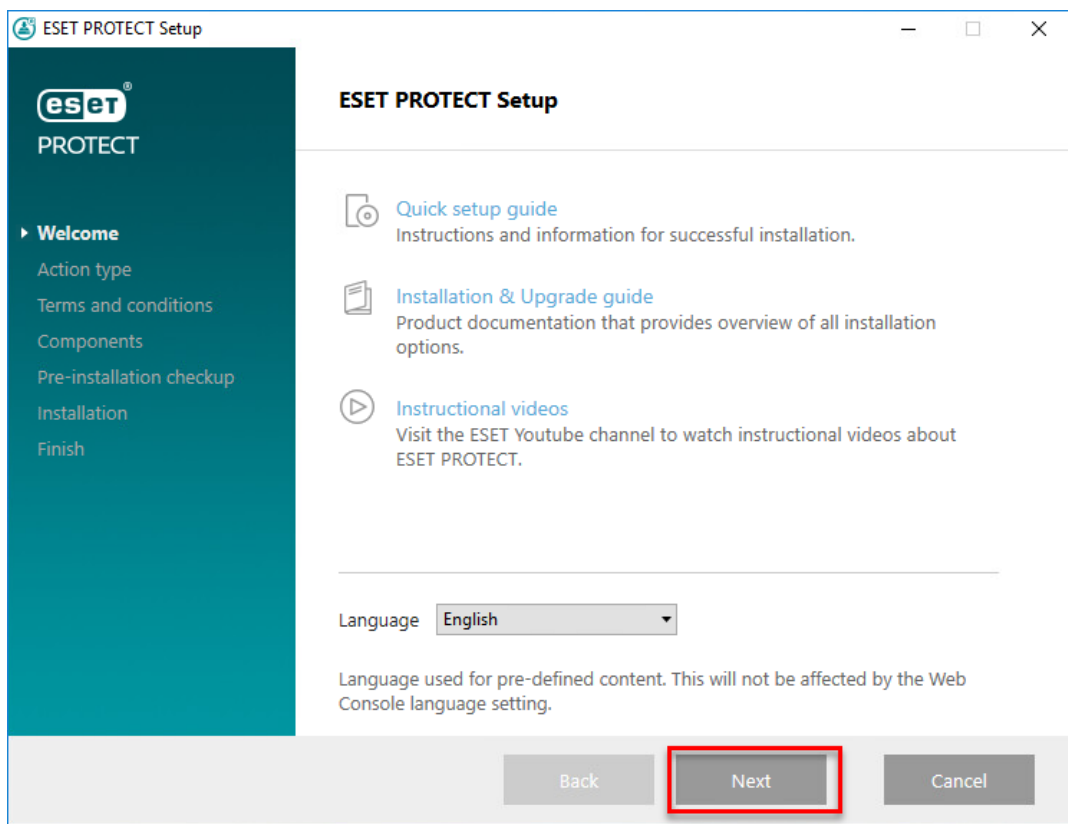 ESET PROTECT Setup
eset®
PROTECT
Welcome
Action type
Terms and conditions
Components
Pre-installation checkup
Installation
Finish
ESET PROTECT Setup
Quick setup guide
Instructions and information for successful installation.
Installation & Upgrade guide
Product documentation that provides overview of all installation
options.
Instructional videos
Visit the ESET Youtube channel to watch instructional videos about
ESET PROTECT.
Language English
Language used for pre-defined content. This will not be affected by the Web
Console language setting.
Back Next Cancel